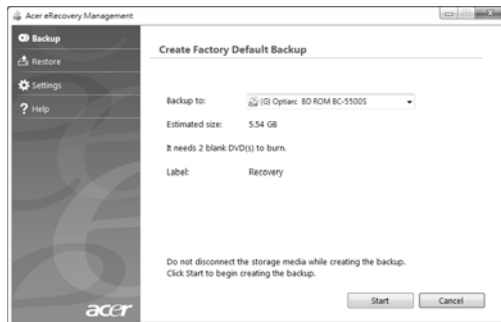 Acer eRecovery Management
Backup
Restore
Settings
Help
Create Factory Default Backup
Backup to: (G) Optiarc BD ROM BC-5500S
Estimated size: 5.54 GB
It needs 2 blank DVD(s) to burn.
Label: Recovery
Do not disconnect the storage media while creating the backup.
Click Start to begin creating the backup.
Start Cancel
acer